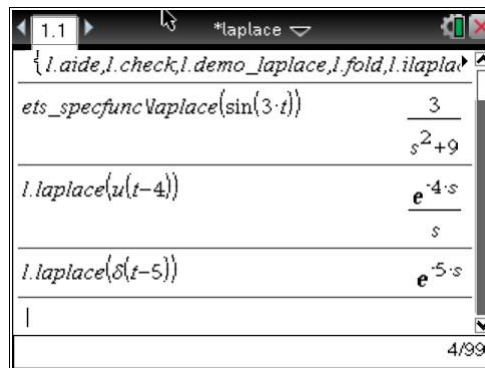 1.1 *laplace
{l.aide,l.check,l.demo_laplace,l.fold,l.ilaplac
ets_specfunc\laplace(sin(3·t)) 3/(s²+9)
l.laplace(u(t−4)) e^(-4·s)/s
l.laplace(δ(t−5)) e^(-5·s)
4/99